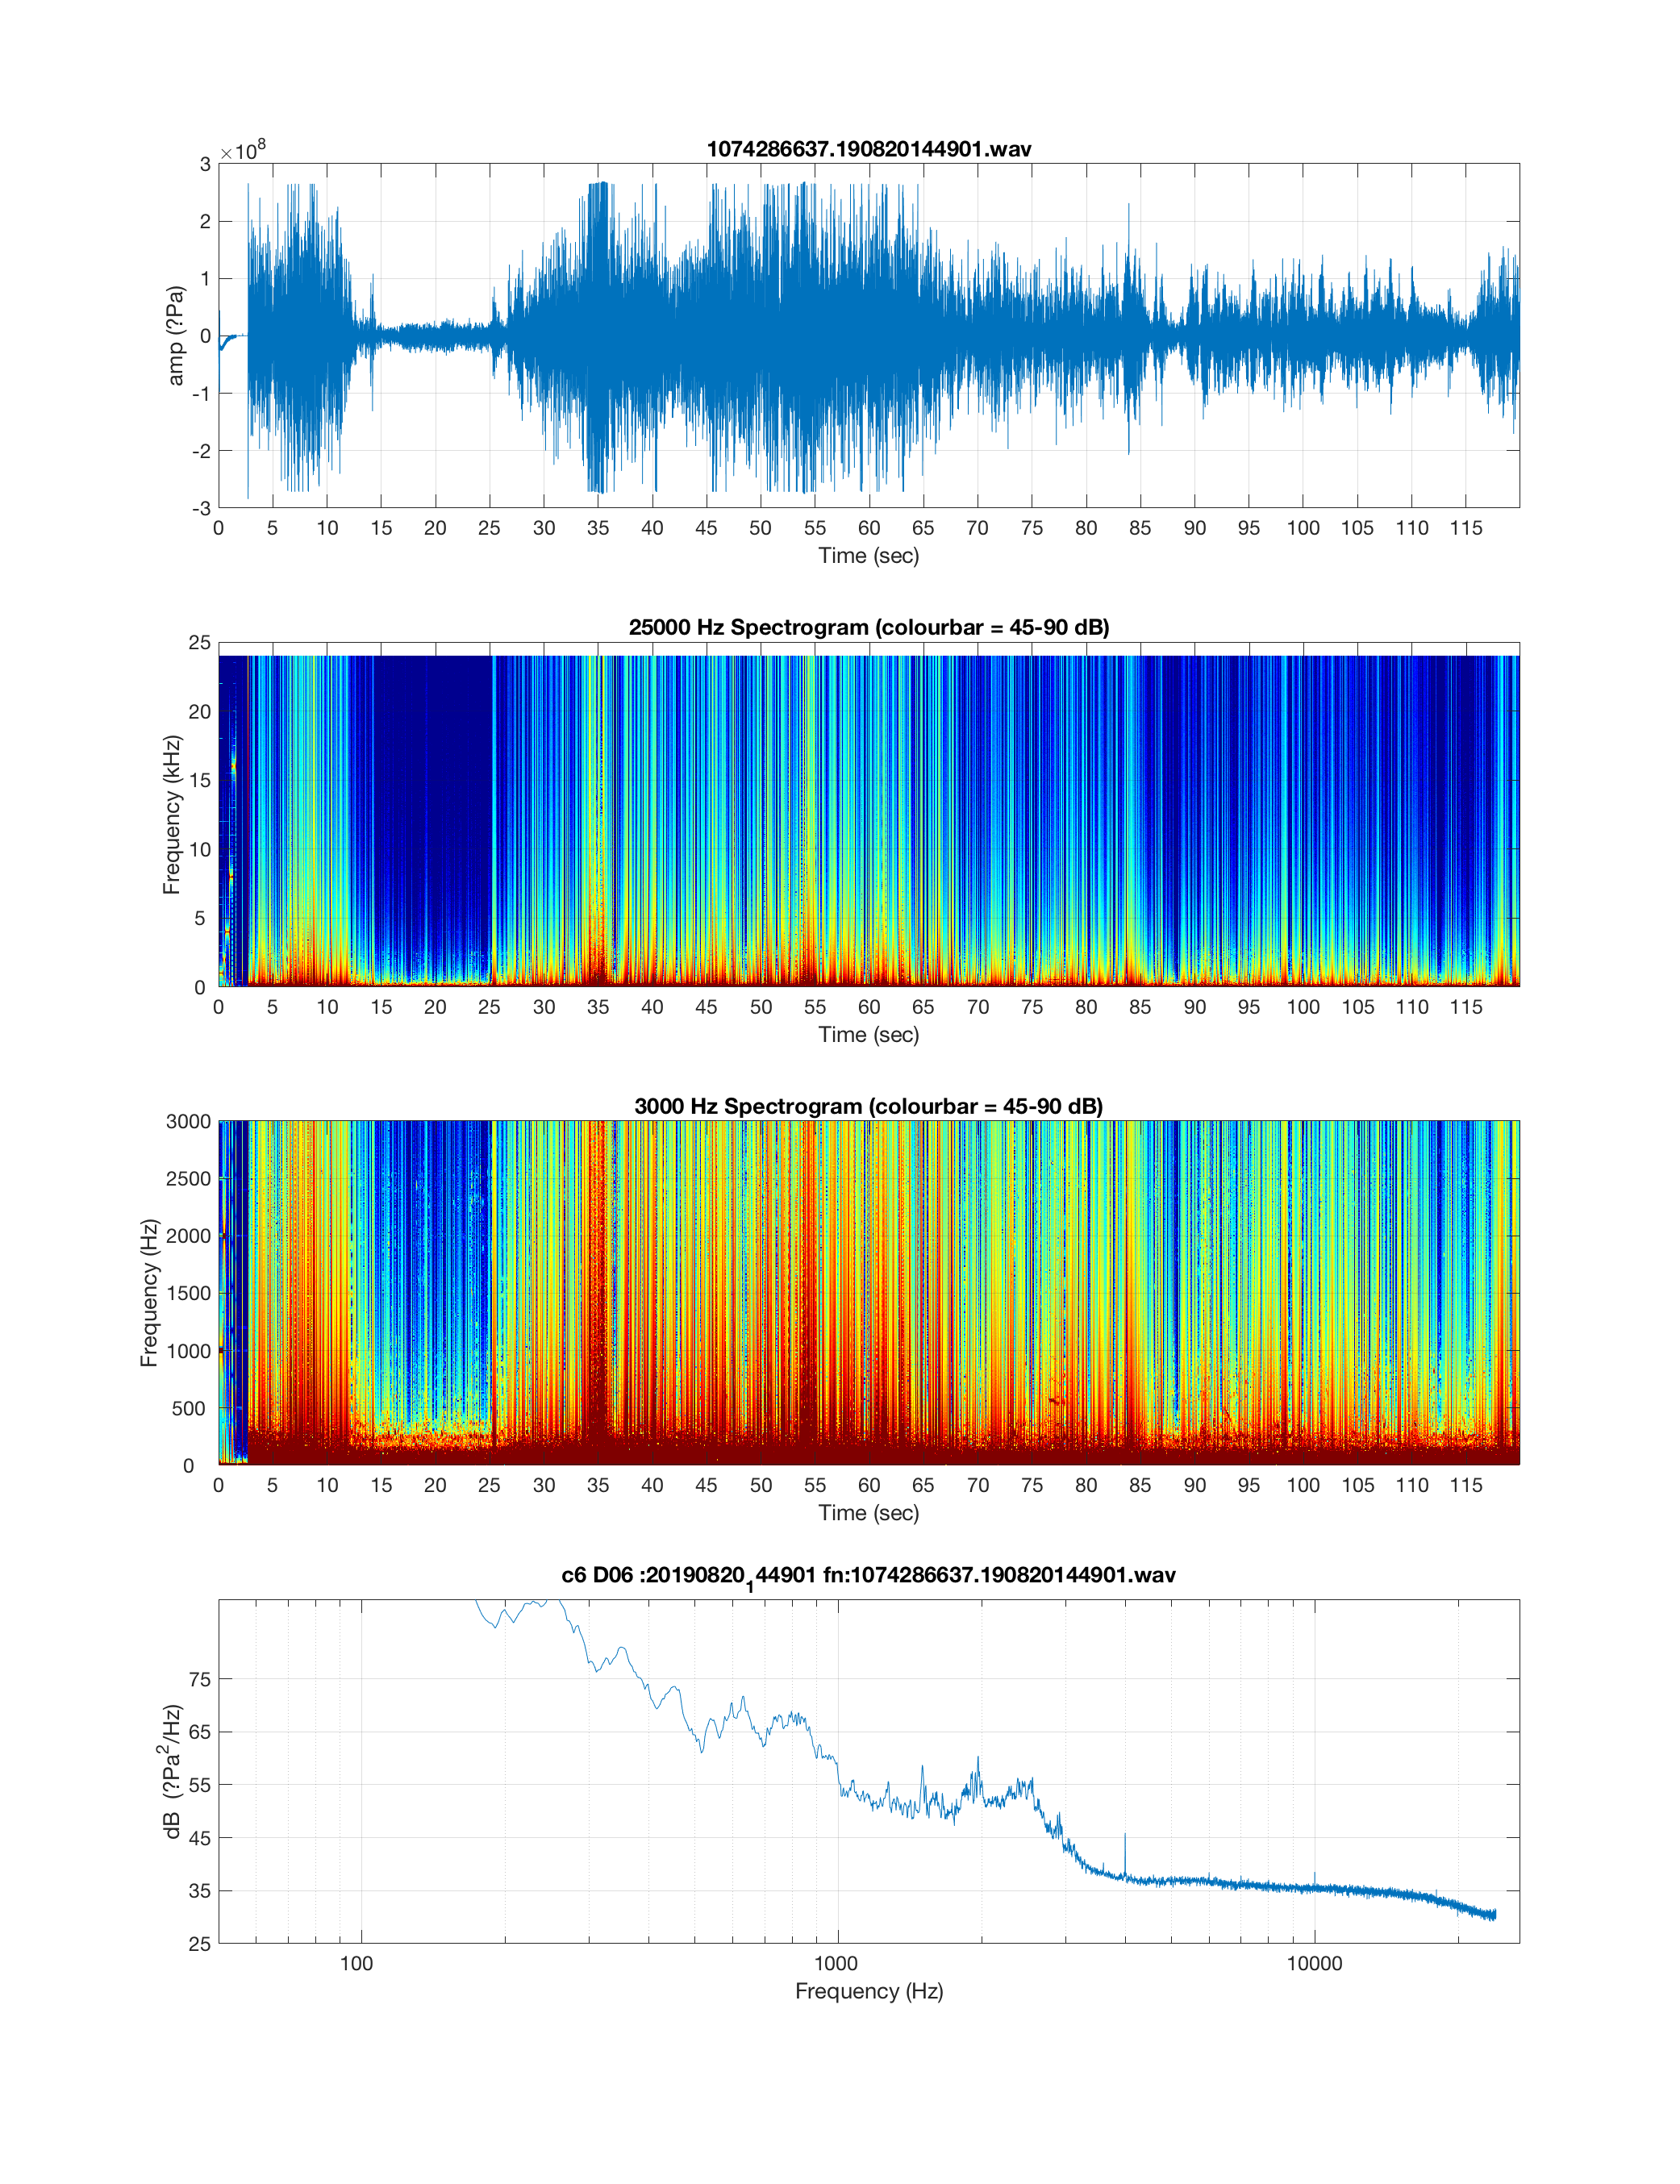 1074286637.190820144901.wav
×10^8
3
2
1
0
-1
-2
-3
amp (?Pa)
0 5 10 15 20 25 30 35 40 45 50 55 60 65 70 75 80 85 90 95 100 105 110 115
Time (sec)
25000 Hz Spectrogram (colourbar = 45-90 dB)
25
20
15
10
5
0
Frequency (kHz)
0 5 10 15 20 25 30 35 40 45 50 55 60 65 70 75 80 85 90 95 100 105 110 115
Time (sec)
3000 Hz Spectrogram (colourbar = 45-90 dB)
3000
2500
2000
1500
1000
500
0
Frequency (Hz)
0 5 10 15 20 25 30 35 40 45 50 55 60 65 70 75 80 85 90 95 100 105 110 115
Time (sec)
c6 D06 :20190820_144901 fn:1074286637.190820144901.wav
75
65
55
45
35
25
dB (?Pa²/Hz)
100 1000 10000
Frequency (Hz)